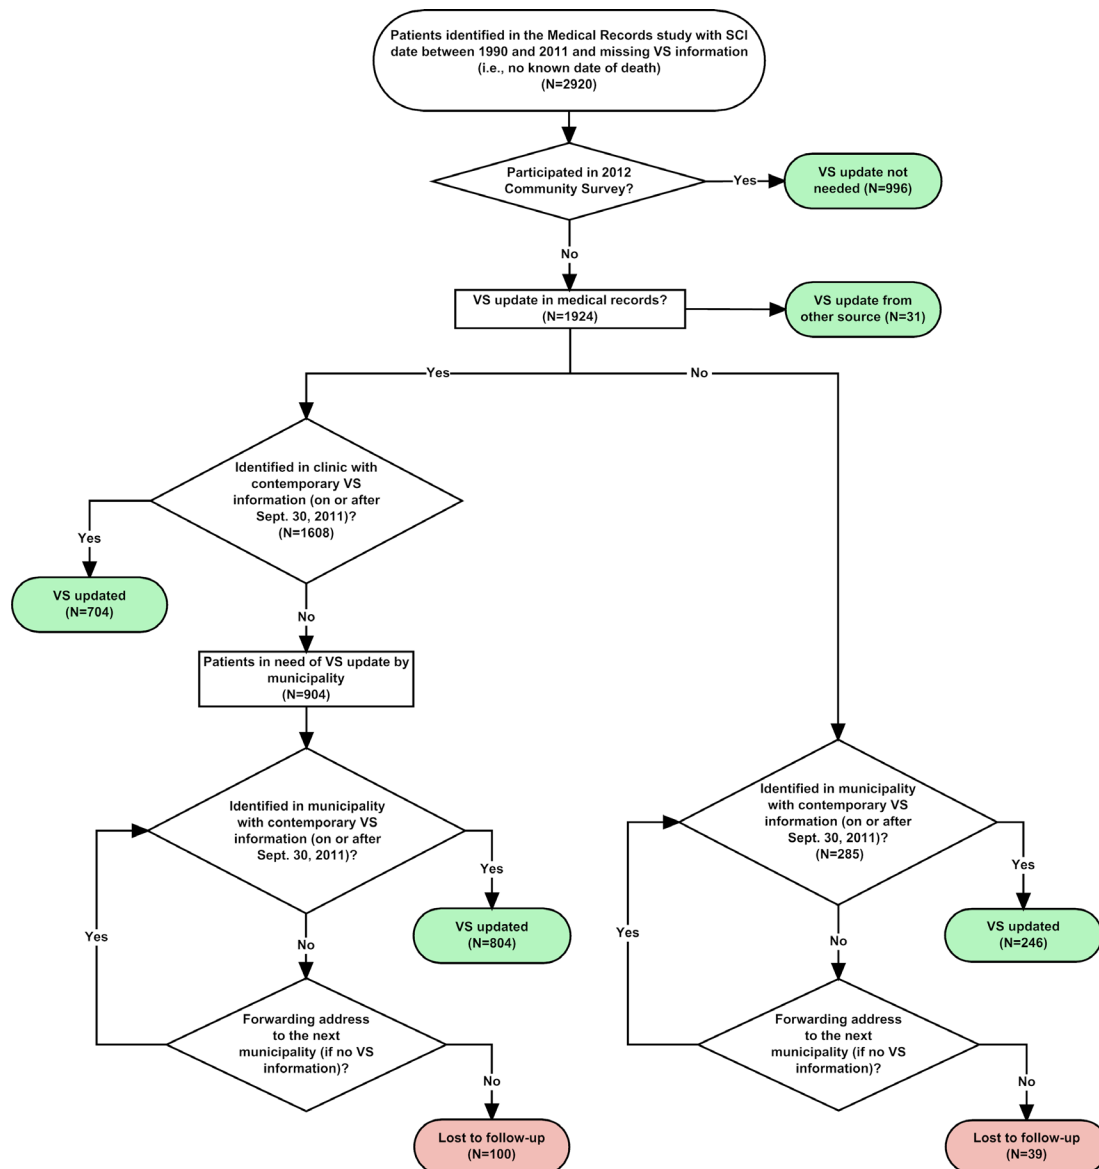 Patients identified in the Medical Records study with SCI
date between 1990 and 2011 and missing VS information
(i.e., no known date of death)
(N=2920)
Participated in 2012
Community Survey?
Yes
VS update not
needed (N=996)
No
VS update in medical records?
(N=1924)
VS update from
other source (N=31)
Yes
No
Identified in clinic with
contemporary VS
information (on or after
Sept. 30, 2011)?
(N=1608)
Yes
VS updated
(N=704)
No
Patients in need of VS update by
municipality
(N=904)
Identified in municipality
with contemporary VS
information (on or after
Sept. 30, 2011)?
Yes
VS updated
(N=804)
No
Yes
Forwarding address
to the next
municipality (if no VS
information)?
No
Lost to follow-up
(N=100)
Identified in municipality
with contemporary VS
information (on or after
Sept. 30, 2011)?
(N=285)
Yes
VS updated
(N=246)
No
Yes
Forwarding address
to the next
municipality (if no VS
information)?
No
Lost to follow-up
(N=39)